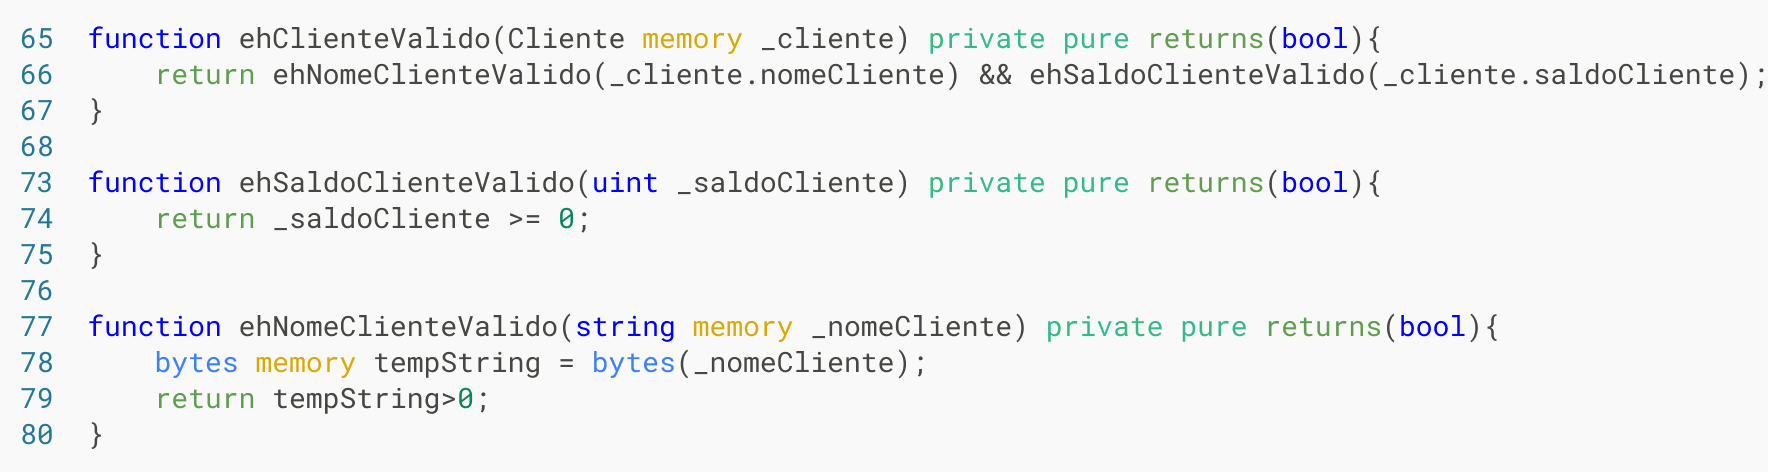 65 function ehClienteValido(Cliente memory _cliente) private pure returns(bool){
66 return ehNomeClienteValido(_cliente.nomeCliente) && ehSaldoClienteValido(_cliente.saldoCliente);
67 }
68
73 function ehSaldoClienteValido(uint _saldoCliente) private pure returns(bool){
74 return _saldoCliente >= 0;
75 }
76
77 function ehNomeClienteValido(string memory _nomeCliente) private pure returns(bool){
78 bytes memory tempString = bytes(_nomeCliente);
79 return tempString>0;
80 }